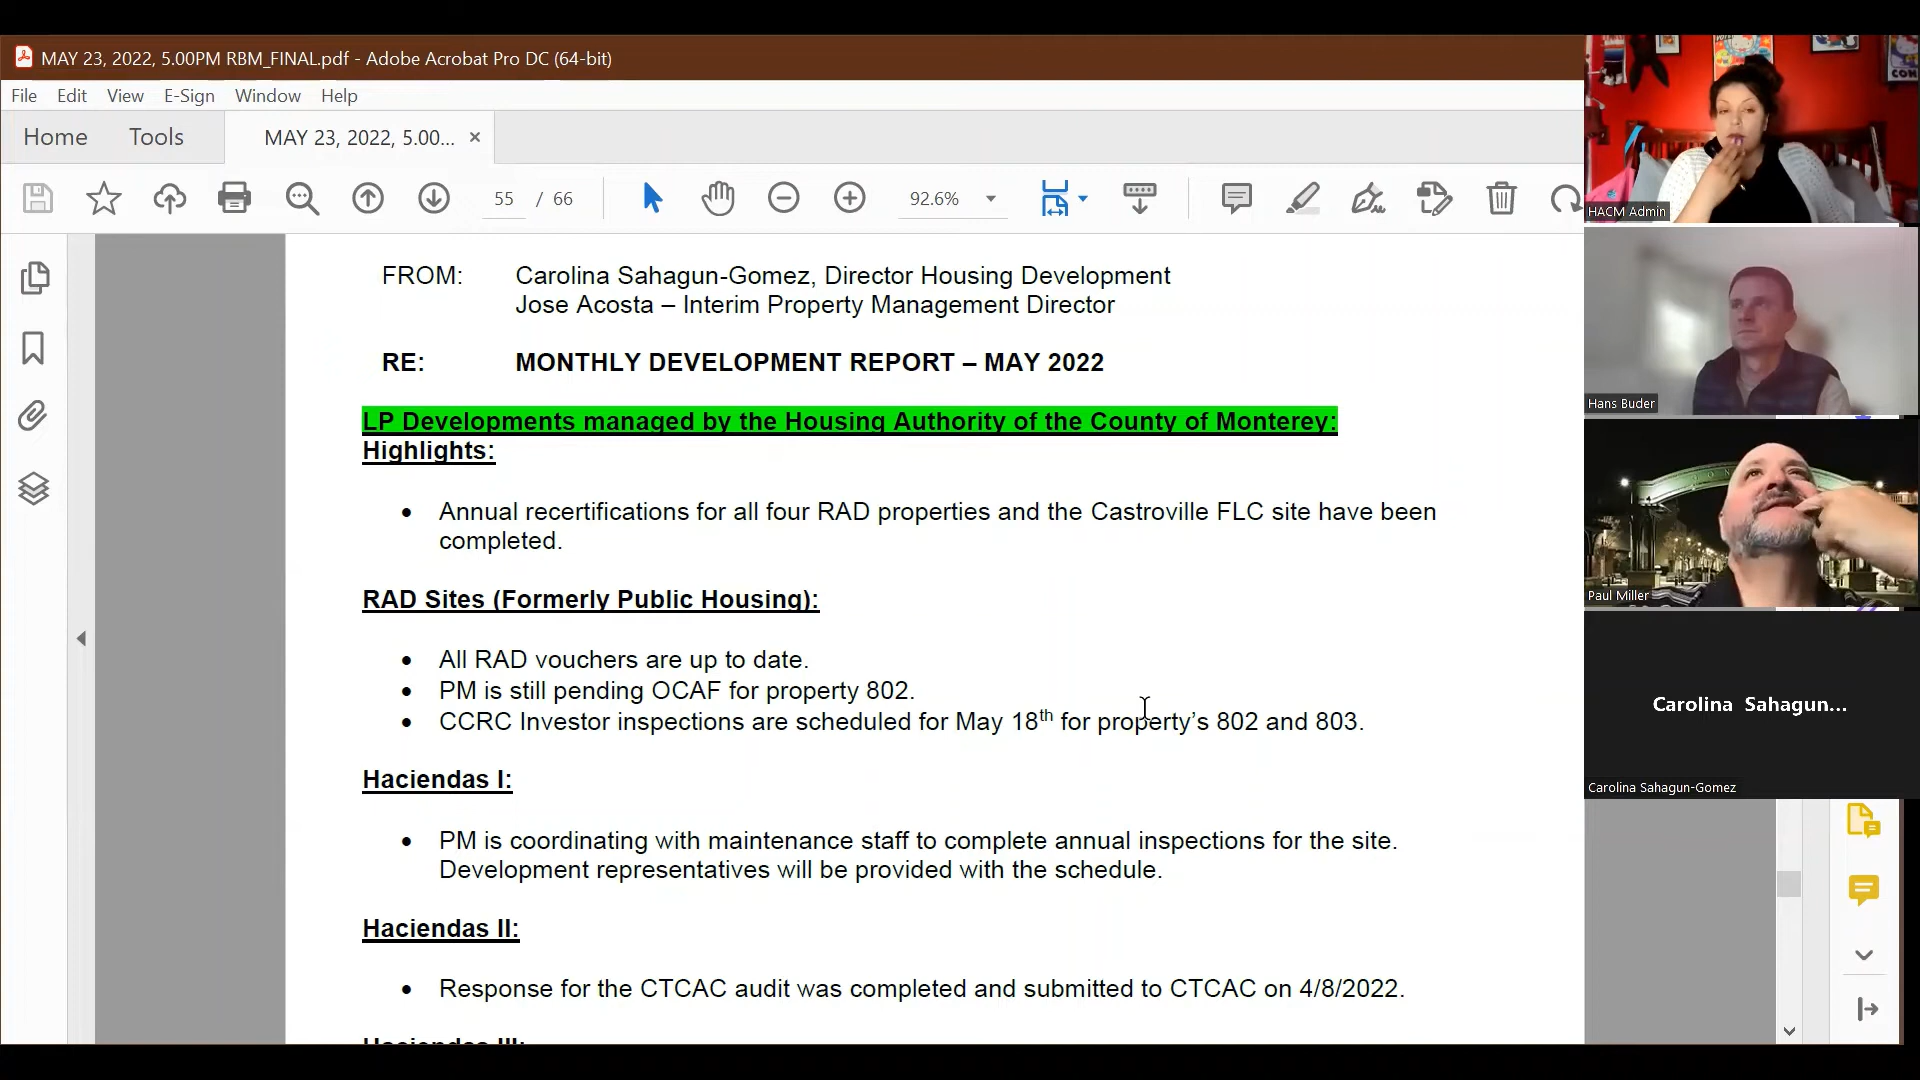 MAY 23, 2022, 5.00PM RBM_FINAL.pdf - Adobe Acrobat Pro DC (64-bit)
File Edit View E-Sign Window Help
Home Tools MAY 23, 2022, 5.00... ×
55 / 66 92.6%
FROM: Carolina Sahagun-Gomez, Director Housing Development
Jose Acosta – Interim Property Management Director
RE: MONTHLY DEVELOPMENT REPORT – MAY 2022
LP Developments managed by the Housing Authority of the County of Monterey:
Highlights:
• Annual recertifications for all four RAD properties and the Castroville FLC site have been
completed.
RAD Sites (Formerly Public Housing):
• All RAD vouchers are up to date.
• PM is still pending OCAF for property 802.
• CCRC Investor inspections are scheduled for May 18th for property's 802 and 803.
Haciendas I:
• PM is coordinating with maintenance staff to complete annual inspections for the site.
Development representatives will be provided with the schedule.
Haciendas II:
• Response for the CTCAC audit was completed and submitted to CTCAC on 4/8/2022.
Haciendas III:
HACM Admin
Hans Buder
Paul Miller
Carolina Sahagun...
Carolina Sahagun-Gomez